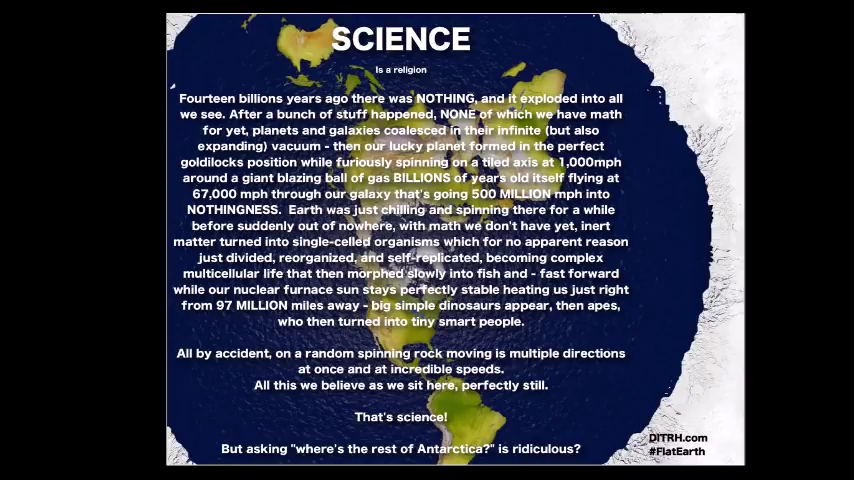 SCIENCE
Is a religion
Fourteen billions years ago there was NOTHING, and it exploded into all
we see. After a bunch of stuff happened, NONE of which we have math
for yet, planets and galaxies coalesced in their infinite (but also
expanding) vacuum - then our lucky planet formed in the perfect
goldilocks position while furiously spinning on a tiled axis at 1,000mph
around a giant blazing ball of gas BILLIONS of years old itself flying at
67,000 mph through our galaxy that's going 500 MILLION mph into
NOTHINGNESS. Earth was just chilling and spinning there for a while
before suddenly out of nowhere, with math we don't have yet, inert
matter turned into single-celled organisms which for no apparent reason
just divided, reorganized, and self-replicated, becoming complex
multicellular life that then morphed slowly into fish and - fast forward
while our nuclear furnace sun stays perfectly stable heating us just right
from 97 MILLION miles away - big simple dinosaurs appear, then apes,
who then turned into tiny smart people.
All by accident, on a random spinning rock moving is multiple directions
at once and at incredible speeds.
All this we believe as we sit here, perfectly still.
That's science!
But asking "where's the rest of Antarctica?" is ridiculous?
DITRH.com
#FlatEarth